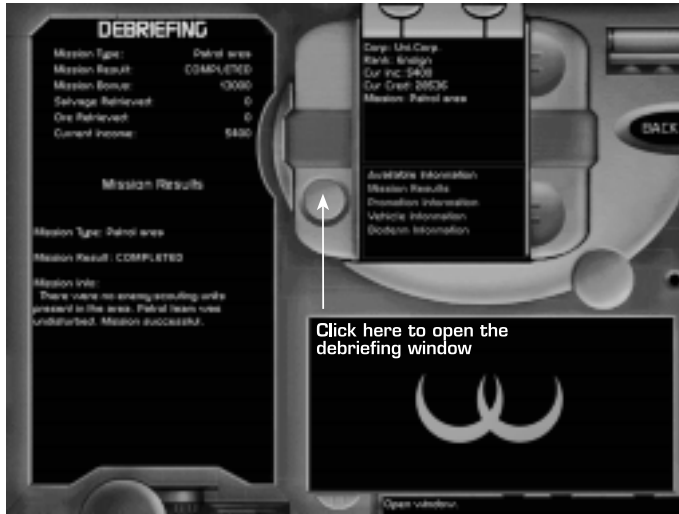 DEBRIEFING
Mission Type: Patrol area
Mission Result: COMPLETED
Mission Bonus: 13000
Salvage Retrieved: 0
Ore Retrieved: 0
Current Income: 5400
Mission Results
Mission Type: Patrol area
Mission Result: COMPLETED
Mission Info:
There were no enemy scouting units
present in the area. Patrol team was
undisturbed. Mission successful.
Corp: Uni.Corp.
Rank: Ensign
Cur Inc: 5400
Cur Cred: 20536
Mission: Patrol area
Available Information
Mission Results
Promotion Information
Vehicle Information
Bioderm Information
BACK
Click here to open the
debriefing window
Open window.